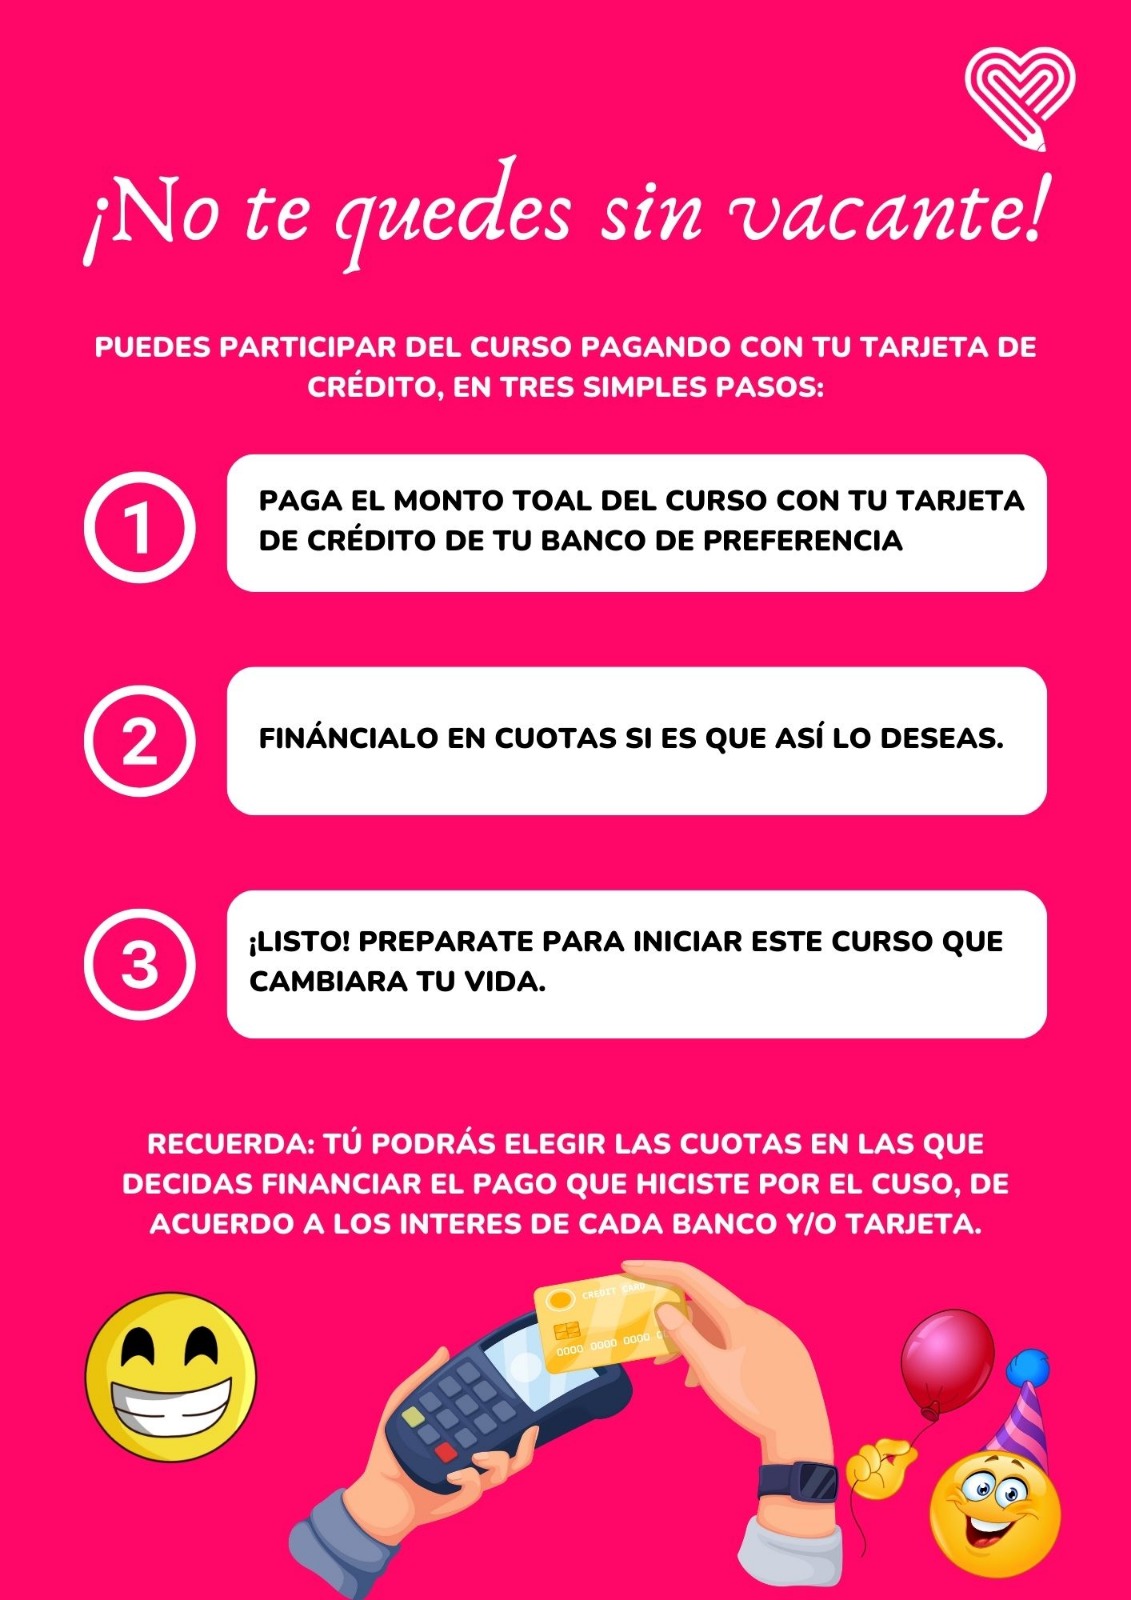 ¡No te quedes sin vacante!
PUEDES PARTICIPAR DEL CURSO PAGANDO CON TU TARJETA DE
CRÉDITO, EN TRES SIMPLES PASOS:
1
PAGA EL MONTO TOAL DEL CURSO CON TU TARJETA
DE CRÉDITO DE TU BANCO DE PREFERENCIA
2
FINÁNCIALO EN CUOTAS SI ES QUE ASÍ LO DESEAS.
3
¡LISTO! PREPARATE PARA INICIAR ESTE CURSO QUE
CAMBIARA TU VIDA.
RECUERDA: TÚ PODRÁS ELEGIR LAS CUOTAS EN LAS QUE
DECIDAS FINANCIAR EL PAGO QUE HICISTE POR EL CUSO, DE
ACUERDO A LOS INTERES DE CADA BANCO Y/O TARJETA.
CREDIT CARD
0000 0000 0000